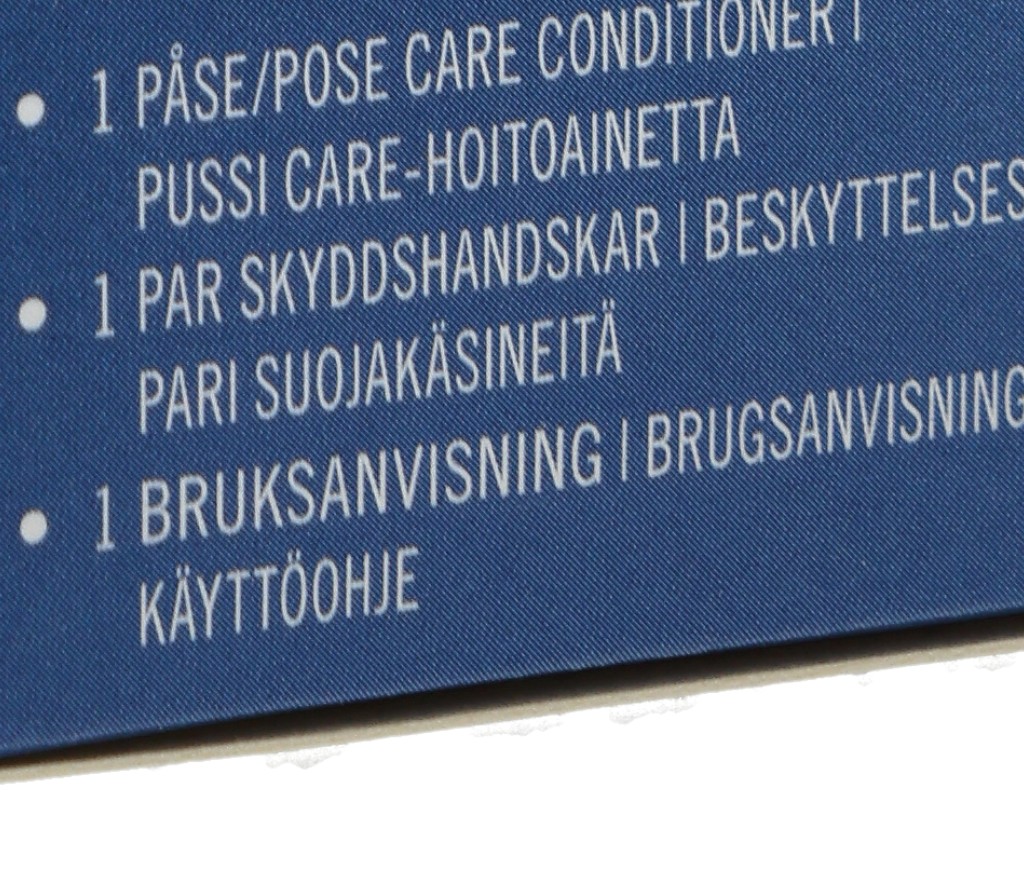 • 1 PÅSE/POSE CARE CONDITIONER |
PUSSI CARE-HOITOAINETTA
• 1 PAR SKYDDSHANDSKAR | BESKYTTELSES
PARI SUOJAKÄSINEITÄ
• 1 BRUKSANVISNING | BRUGSANVISNING
KÄYTTÖOHJE